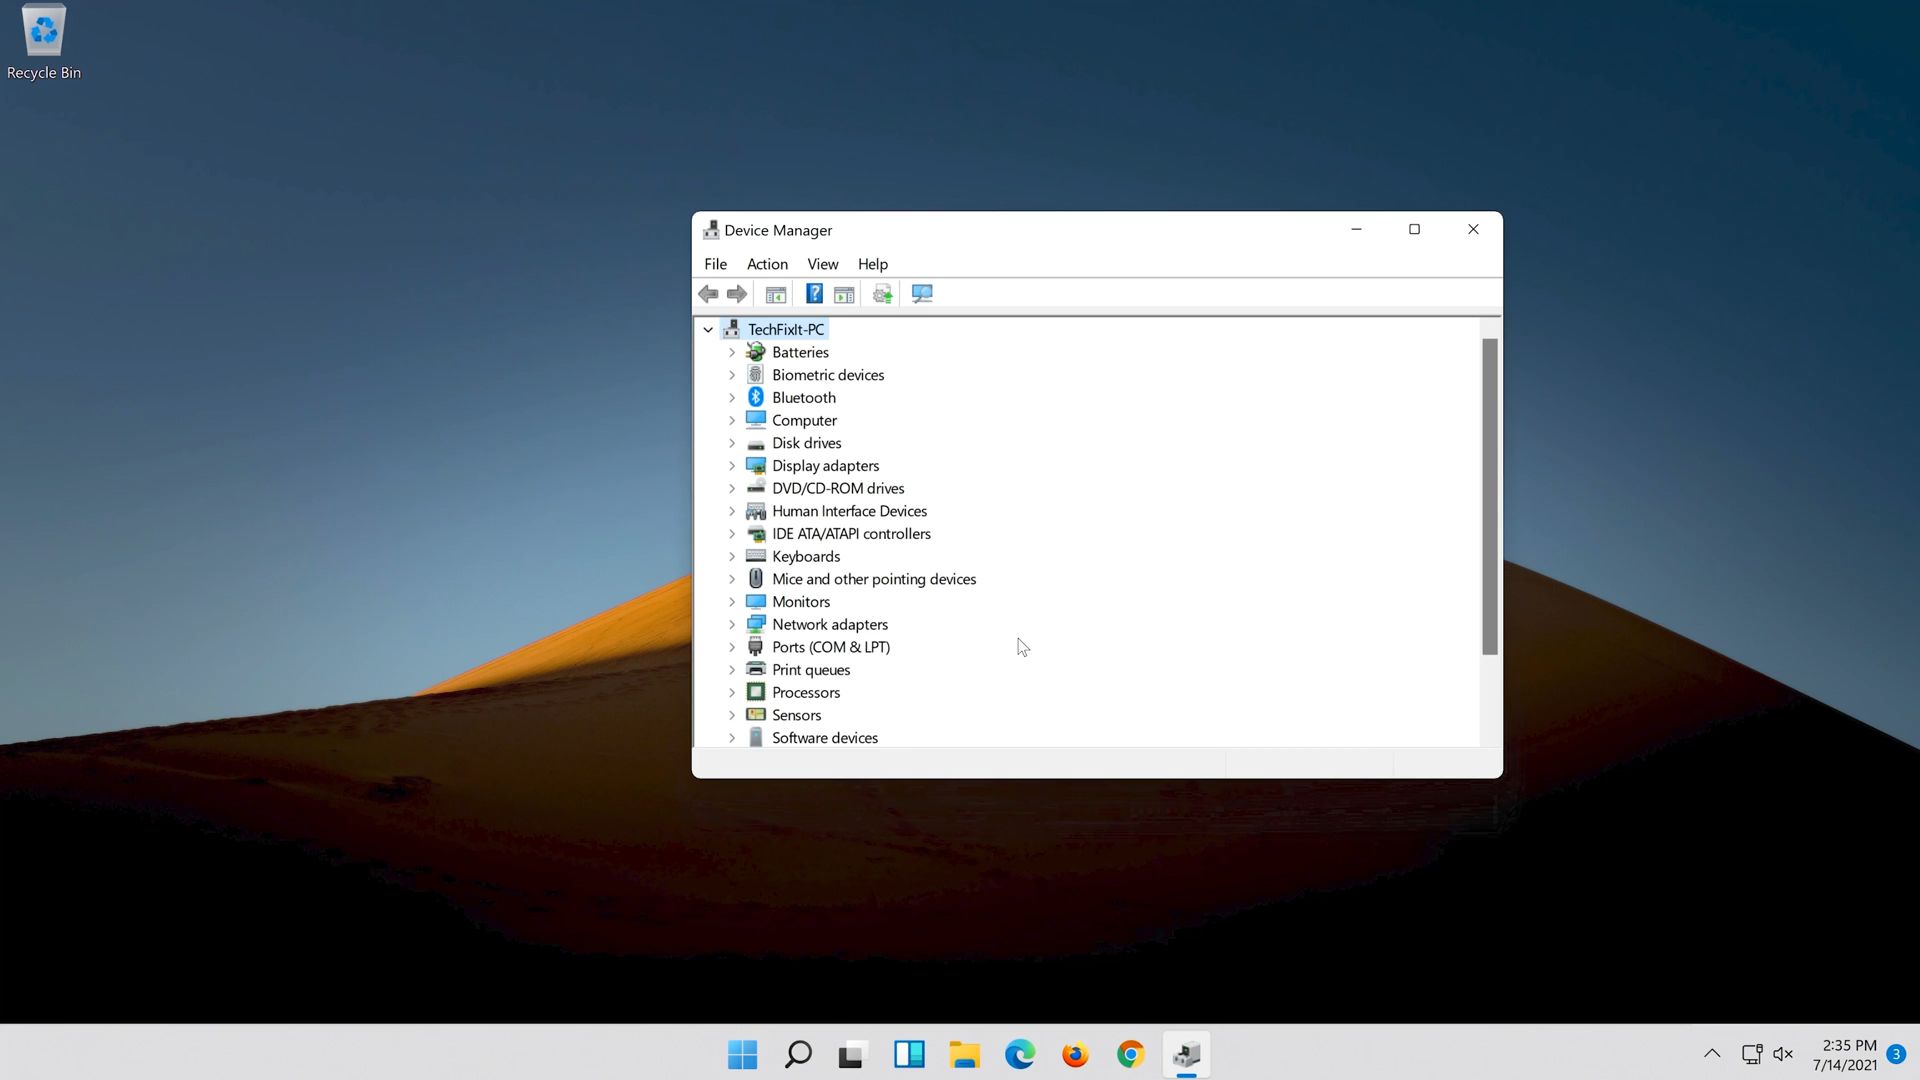 Recycle Bin
Device Manager
File Action View Help
TechFixIt-PC
Batteries
Biometric devices
Bluetooth
Computer
Disk drives
Display adapters
DVD/CD-ROM drives
Human Interface Devices
IDE ATA/ATAPI controllers
Keyboards
Mice and other pointing devices
Monitors
Network adapters
Ports (COM & LPT)
Print queues
Processors
Sensors
Software devices
2:35 PM
7/14/2021
3